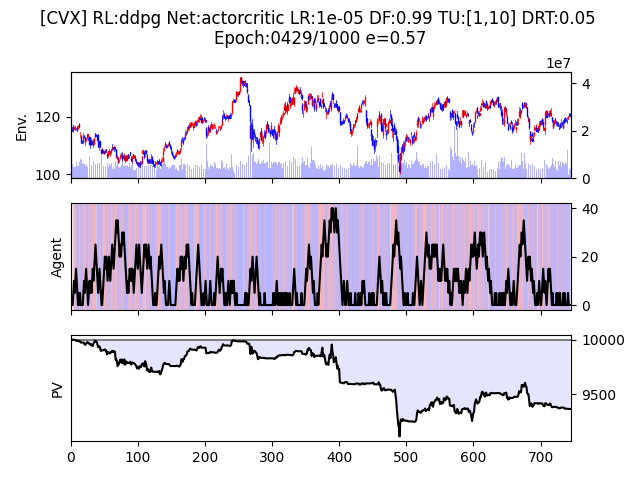 [CVX] RL:ddpg Net:actorcritic LR:1e-05 DF:0.99 TU:[1,10] DRT:0.05
Epoch:0429/1000 e=0.57
1e7
Env.
120
100
4
2
0
Agent
40
20
0
PV
10000
9500
0 100 200 300 400 500 600 700